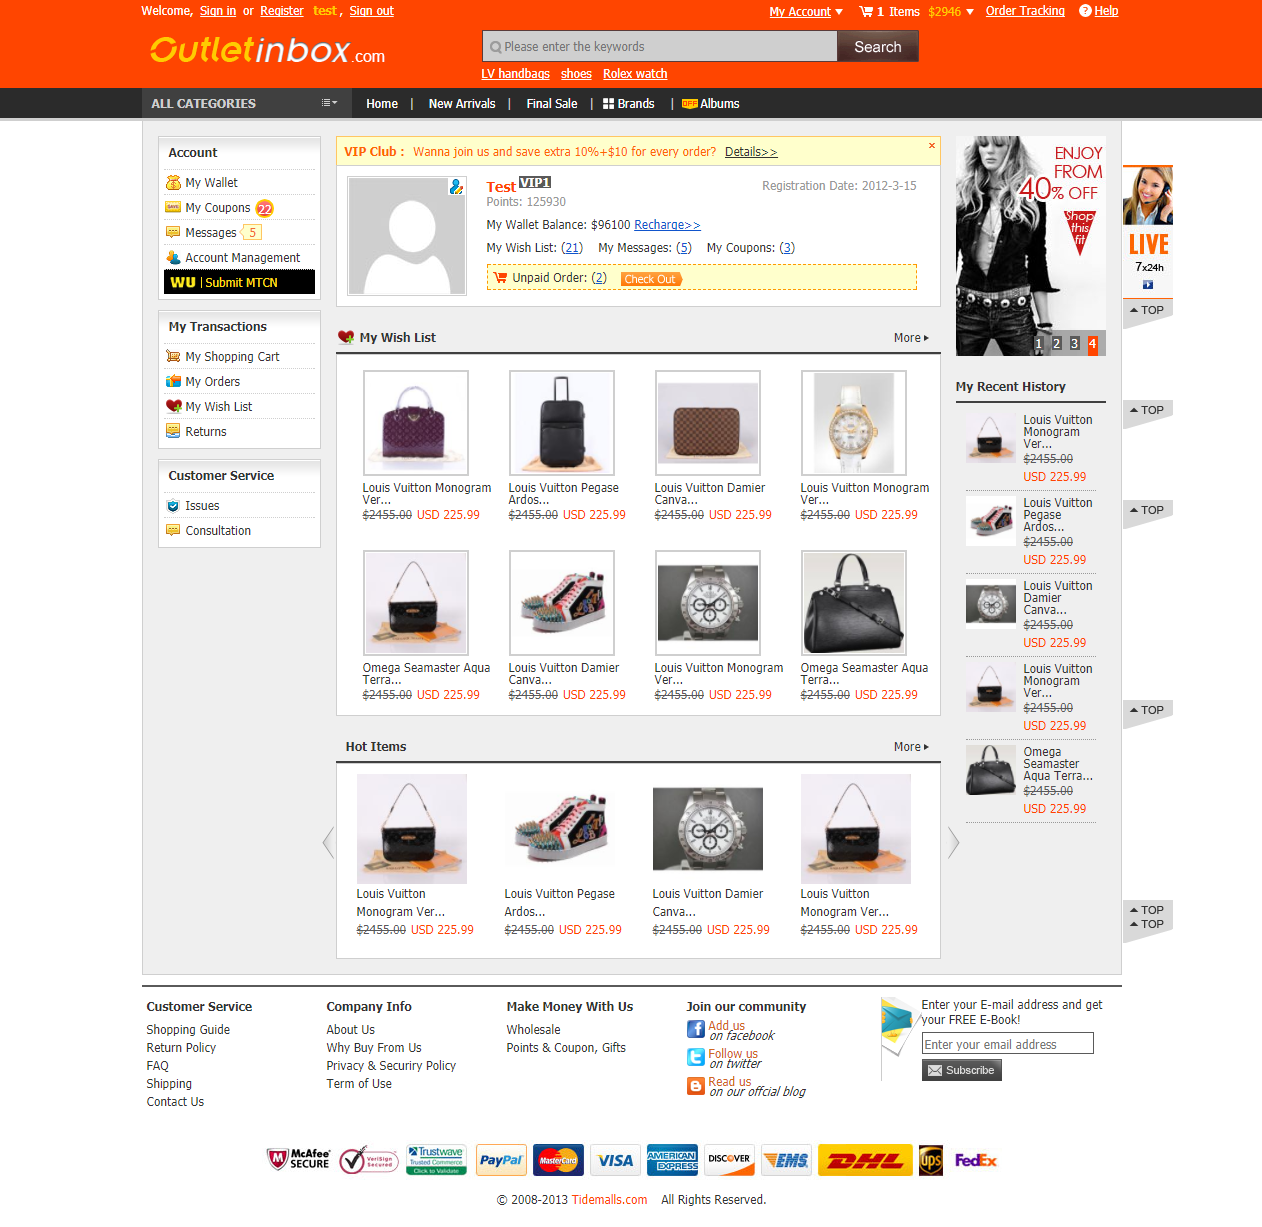 Welcome, Sign in or Register test , Sign out
My Account 1 Items $2946 Order Tracking Help
Outletinbox.com
Please enter the keywords
Search
LV handbags shoes Rolex watch
ALL CATEGORIES
Home | New Arrivals | Final Sale | Brands | OFF Albums
Account
My Wallet
My Coupons 22
Messages 5
Account Management
WU | Submit MTCN
My Transactions
My Shopping Cart
My Orders
My Wish List
Returns
Customer Service
Issues
Consultation
VIP Club : Wanna join us and save extra 10%+$10 for every order? Details>>
Test VIP1
Registration Date: 2012-3-15
Points: 125930
My Wallet Balance: $96100 Recharge>>
My Wish List: (21) My Messages: (5) My Coupons: (3)
Unpaid Order: (2) Check Out
My Wish List
More
Louis Vuitton Monogram Ver...
$2455.00 USD 225.99
Louis Vuitton Pegase Ardos...
$2455.00 USD 225.99
Louis Vuitton Damier Canva...
$2455.00 USD 225.99
Louis Vuitton Monogram Ver...
$2455.00 USD 225.99
Omega Seamaster Aqua Terra...
$2455.00 USD 225.99
Louis Vuitton Damier Canva...
$2455.00 USD 225.99
Louis Vuitton Monogram Ver...
$2455.00 USD 225.99
Omega Seamaster Aqua Terra...
$2455.00 USD 225.99
Hot Items
More
Louis Vuitton
Monogram Ver...
$2455.00 USD 225.99
Louis Vuitton Pegase
Ardos...
$2455.00 USD 225.99
Louis Vuitton Damier
Canva...
$2455.00 USD 225.99
Louis Vuitton
Monogram Ver...
$2455.00 USD 225.99
ENJOY
FROM
40% OFF
Shop
this
fit
1 2 3 4
My Recent History
Louis Vuitton
Monogram
Ver...
$2455.00
USD 225.99
Louis Vuitton
Pegase
Ardos...
$2455.00
USD 225.99
Louis Vuitton
Damier
Canva...
$2455.00
USD 225.99
Louis Vuitton
Monogram
Ver...
$2455.00
USD 225.99
Omega
Seamaster
Aqua Terra...
$2455.00
USD 225.99
LIVE
7x24h
TOP
TOP
TOP
TOP
TOP
TOP
Customer Service
Shopping Guide
Return Policy
FAQ
Shipping
Contact Us
Company Info
About Us
Why Buy From Us
Privacy & Securiry Policy
Term of Use
Make Money With Us
Wholesale
Points & Coupon, Gifts
Join our community
Add us
on facebook
Follow us
on twitter
Read us
on our offcial blog
Enter your E-mail address and get
your FREE E-Book!
Enter your email address
Subscribe
McAfee SECURE
VeriSign Secured
Trustwave Trusted Commerce Click to Validate
PayPal
MasterCard
VISA
AMERICAN EXPRESS
DISCOVER
EMS
DHL
ups
FedEx
© 2008-2013 Tidemalls.com All Rights Reserved.